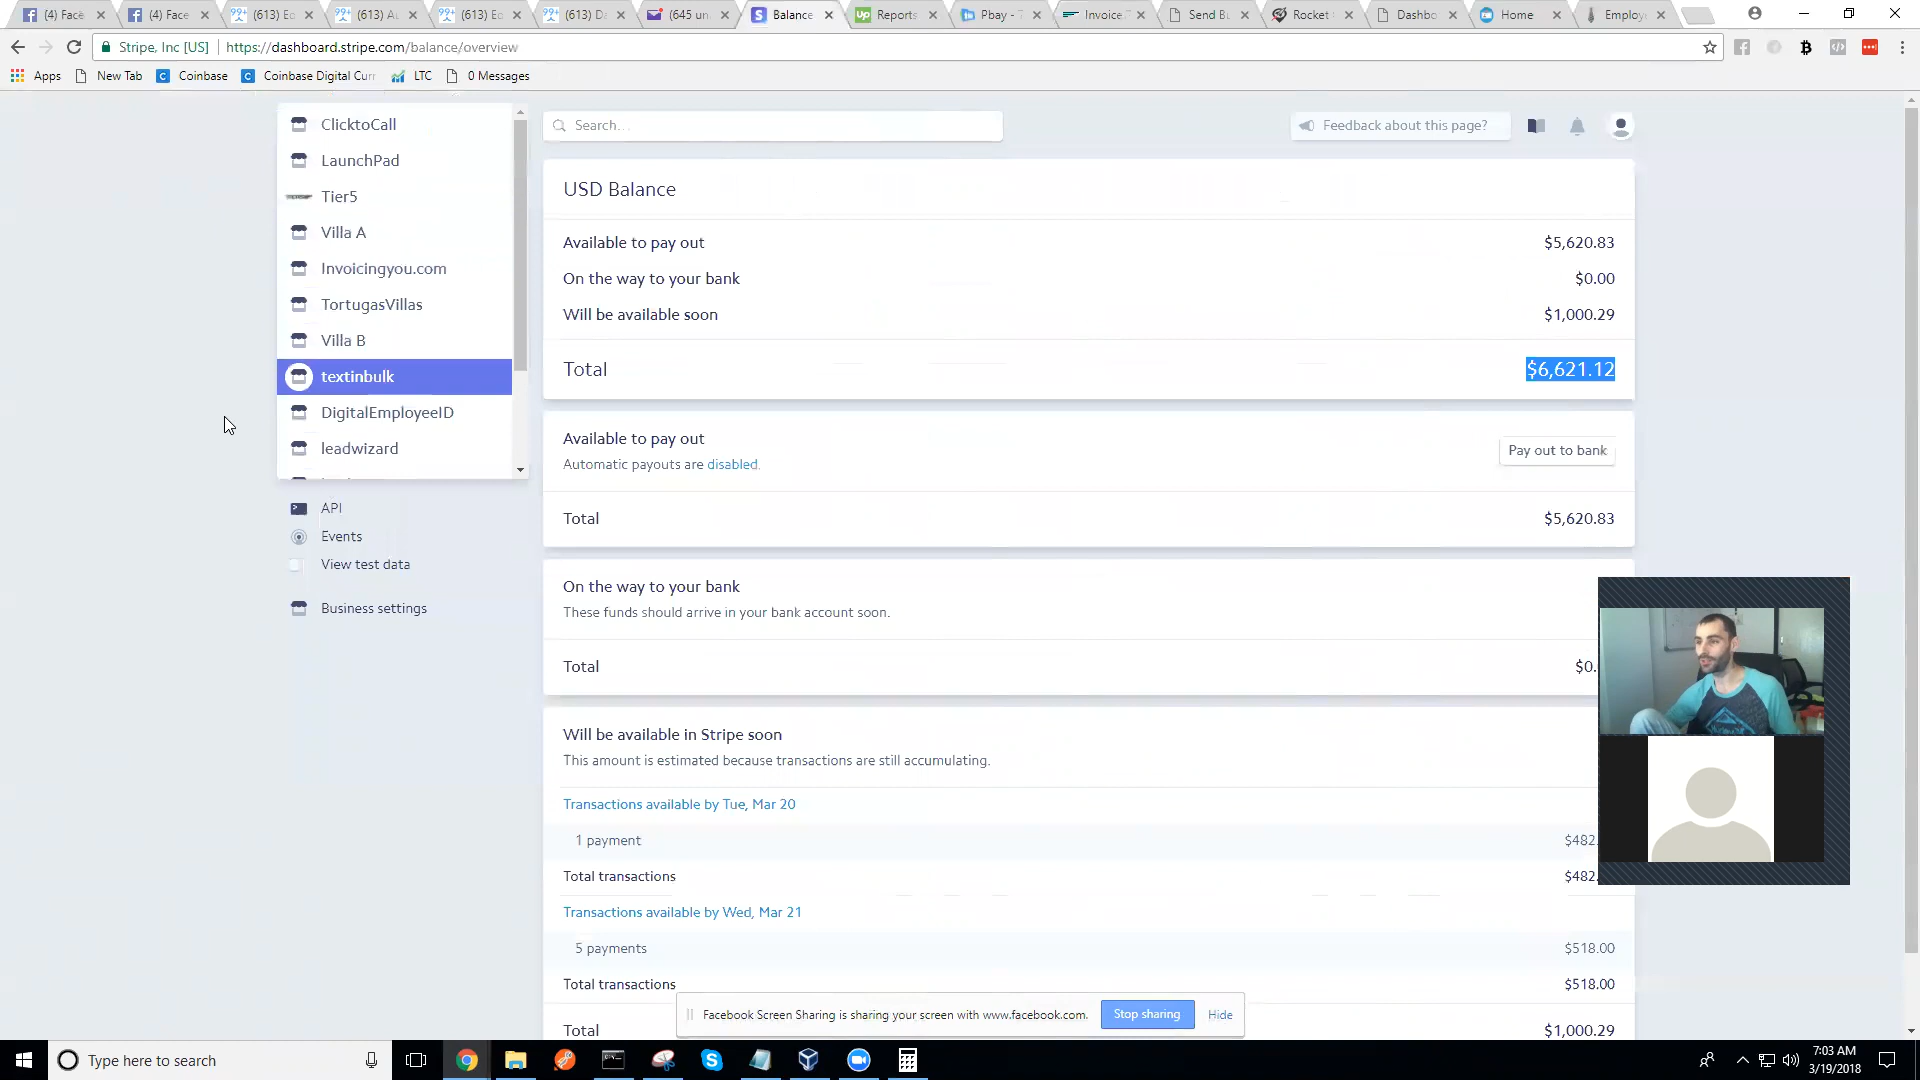 (4) Face
(4) Face
(613) Ec
(613) A
(613) Ec
(613) D
(645 un
Balance
Reports
Pbay -
Invoice
Send Bu
Rocket
Dashbo
Home
Employ
Stripe, Inc [US]
https://dashboard.stripe.com/balance/overview
Apps
New Tab
Coinbase
Coinbase Digital Curr
LTC
0 Messages
ClicktoCall
LaunchPad
Tier5
Villa A
Invoicingyou.com
TortugasVillas
Villa B
textinbulk
DigitalEmployeeID
leadwizard
API
Events
View test data
Business settings
Search...
Feedback about this page?
USD Balance
Available to pay out $5,620.83
On the way to your bank $0.00
Will be available soon $1,000.29
Total $6,621.12
Available to pay out
Automatic payouts are disabled.
Pay out to bank
Total $5,620.83
On the way to your bank
These funds should arrive in your bank account soon.
Total $0.
Will be available in Stripe soon
This amount is estimated because transactions are still accumulating.
Transactions available by Tue, Mar 20
1 payment $482.
Total transactions $482.
Transactions available by Wed, Mar 21
5 payments $518.00
Total transactions $518.00
Total $1,000.29
Facebook Screen Sharing is sharing your screen with www.facebook.com.
Stop sharing
Hide
Type here to search
7:03 AM
3/19/2018